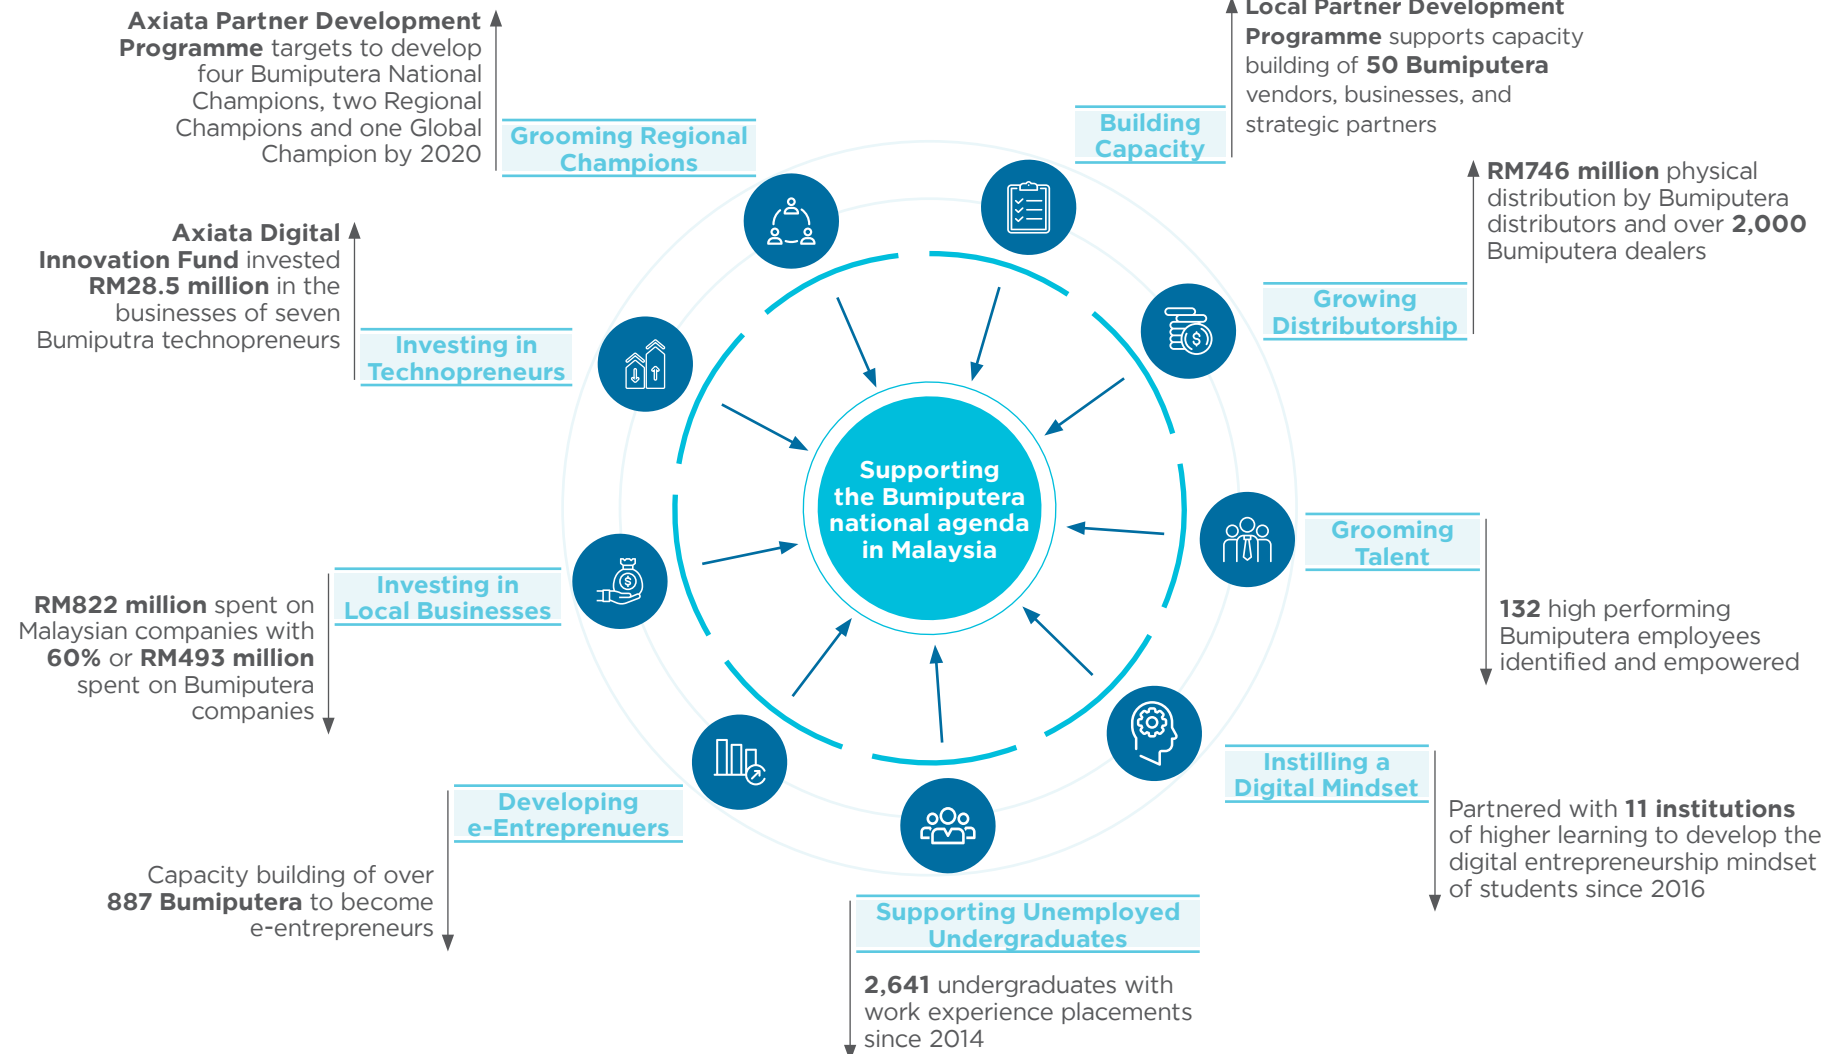 Axiata Partner Development
Programme targets to develop
four Bumiputera National
Champions, two Regional
Champions and one Global
Champion by 2020
Grooming Regional
Champions
Local Partner Development
Programme supports capacity
building of 50 Bumiputera
vendors, businesses, and
strategic partners
Building
Capacity
RM746 million physical
distribution by Bumiputera
distributors and over 2,000
Bumiputera dealers
Growing
Distributorship
Axiata Digital
Innovation Fund invested
RM28.5 million in the
businesses of seven
Bumiputra technopreneurs
Investing in
Technopreneurs
Supporting
the Bumiputera
national agenda
in Malaysia
Grooming
Talent
132 high performing
Bumiputera employees
identified and empowered
Investing in
Local Businesses
RM822 million spent on
Malaysian companies with
60% or RM493 million
spent on Bumiputera
companies
Instilling a
Digital Mindset
Partnered with 11 institutions
of higher learning to develop the
digital entrepreneurship mindset
of students since 2016
Developing
e-Entreprenuers
Capacity building of over
887 Bumiputera to become
e-entrepreneurs
Supporting Unemployed
Undergraduates
2,641 undergraduates with
work experience placements
since 2014